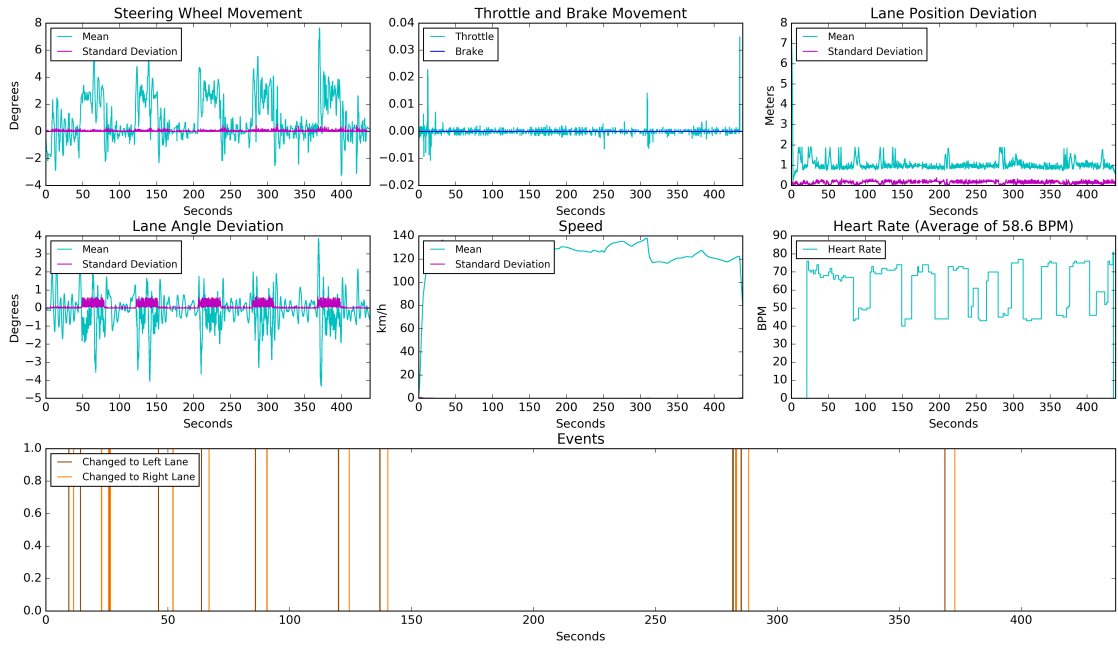 Steering Wheel Movement
8
6
4
2
0
−2
−4
Degrees
Mean
Standard Deviation
0 50 100 150 200 250 300 350 400
Seconds
Throttle and Brake Movement
0.04
0.03
0.02
0.01
0.00
−0.01
−0.02
Throttle
Brake
0 50 100 150 200 250 300 350 400
Seconds
Lane Position Deviation
8
7
6
5
4
3
2
1
0
Meters
Mean
Standard Deviation
0 50 100 150 200 250 300 350 400
Seconds
Lane Angle Deviation
4
3
2
1
0
−1
−2
−3
−4
−5
Degrees
Mean
Standard Deviation
0 50 100 150 200 250 300 350 400
Seconds
Speed
140
120
100
80
60
40
20
0
km/h
Mean
Standard Deviation
0 50 100 150 200 250 300 350 400
Seconds
Heart Rate (Average of 58.6 BPM)
90
80
70
60
50
40
30
20
10
0
BPM
Heart Rate
0 50 100 150 200 250 300 350 400
Seconds
Events
1.0
0.8
0.6
0.4
0.2
0.0
Changed to Left Lane
Changed to Right Lane
0 50 100 150 200 250 300 350 400
Seconds